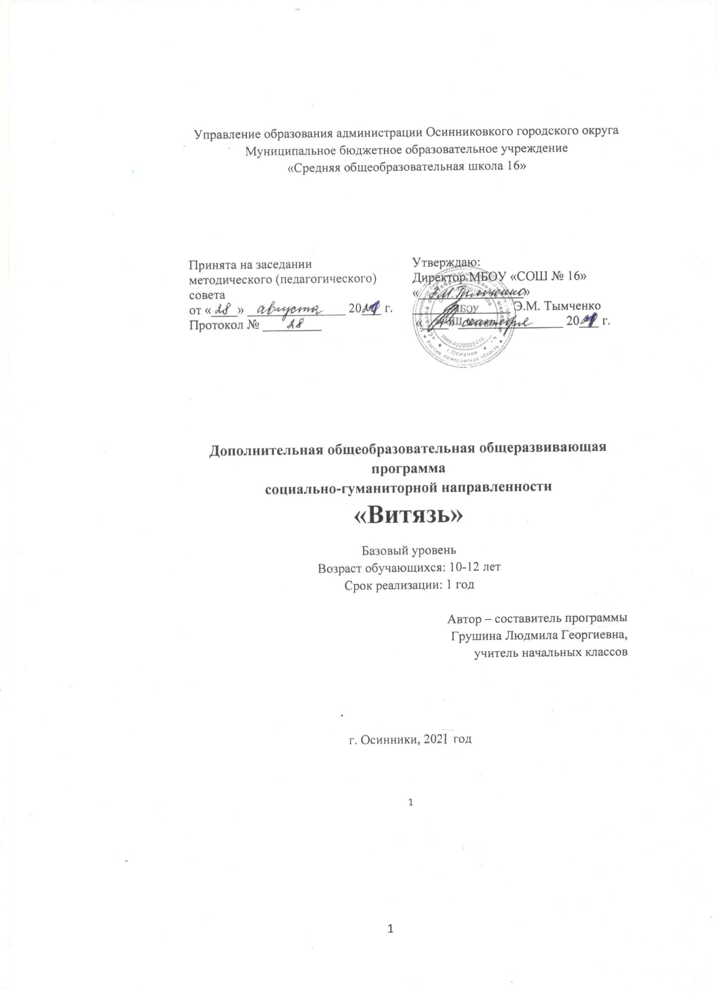 Управление образования администрации Осинниковкого городского округа
Муниципальное бюджетное образовательное учреждение
«Средняя общеобразовательная школа 16»
Принята на заседании
методического (педагогического)
совета
от «28» августа 2021 г.
Протокол № 28
Утверждаю:
Директор МБОУ «СОШ № 16»
«Э.М. Тымченко»
Э.М. Тымченко
« » сентября 2021 г.
МБОУ
ИНН 4222005416
г. Осинники
Россия, Кемеровская область
Дополнительная общеобразовательная общеразвивающая
программа
социально-гуманиторной направленности
«Витязь»
Базовый уровень
Возраст обучающихся: 10-12 лет
Срок реализации: 1 год
Автор – составитель программы
Грушина Людмила Георгиевна,
учитель начальных классов
г. Осинники, 2021 год
1
1